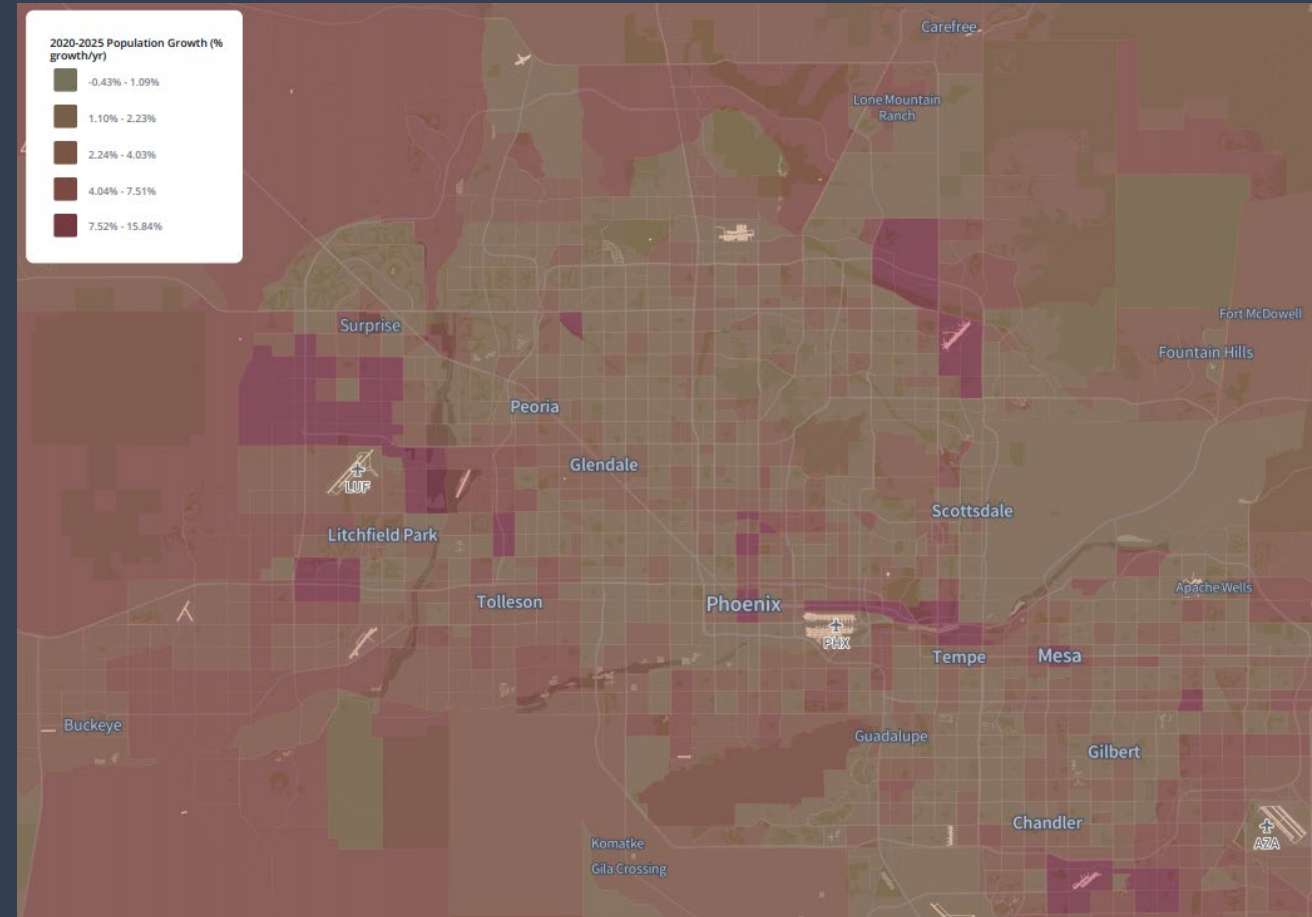 2020-2025 Population Growth (%
growth/yr)
-0.43% - 1.09%
1.10% - 2.23%
2.24% - 4.03%
4.04% - 7.51%
7.52% - 15.84%
Carefree
Lone Mountain
Ranch
Fort McDowell
Surprise
Fountain Hills
Peoria
Glendale
LUF
Scottsdale
Litchfield Park
Apache Wells
Tolleson
Phoenix
PHX
Tempe
Mesa
Buckeye
Guadalupe
Gilbert
Chandler
AZA
Komatke
Gila Crossing